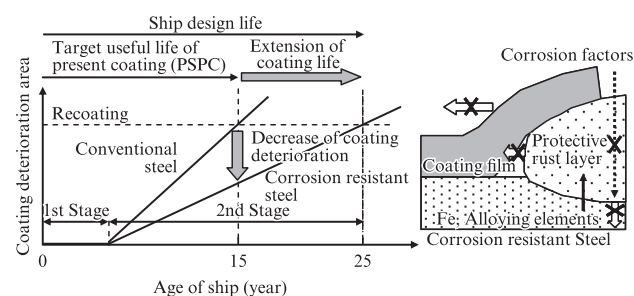 Ship design life
Target useful life of
present coating (PSPC)
Extension of
coating life
Coating deterioration area
Recoating
Conventional
steel
Decrease of coating
deterioration
Corrosion resistant
steel
1st Stage
2nd Stage
0
15
25
Age of ship (year)
Corrosion factors
Protective
rust layer
Coating film
Fe, Alloying elements
Corrosion resistant Steel